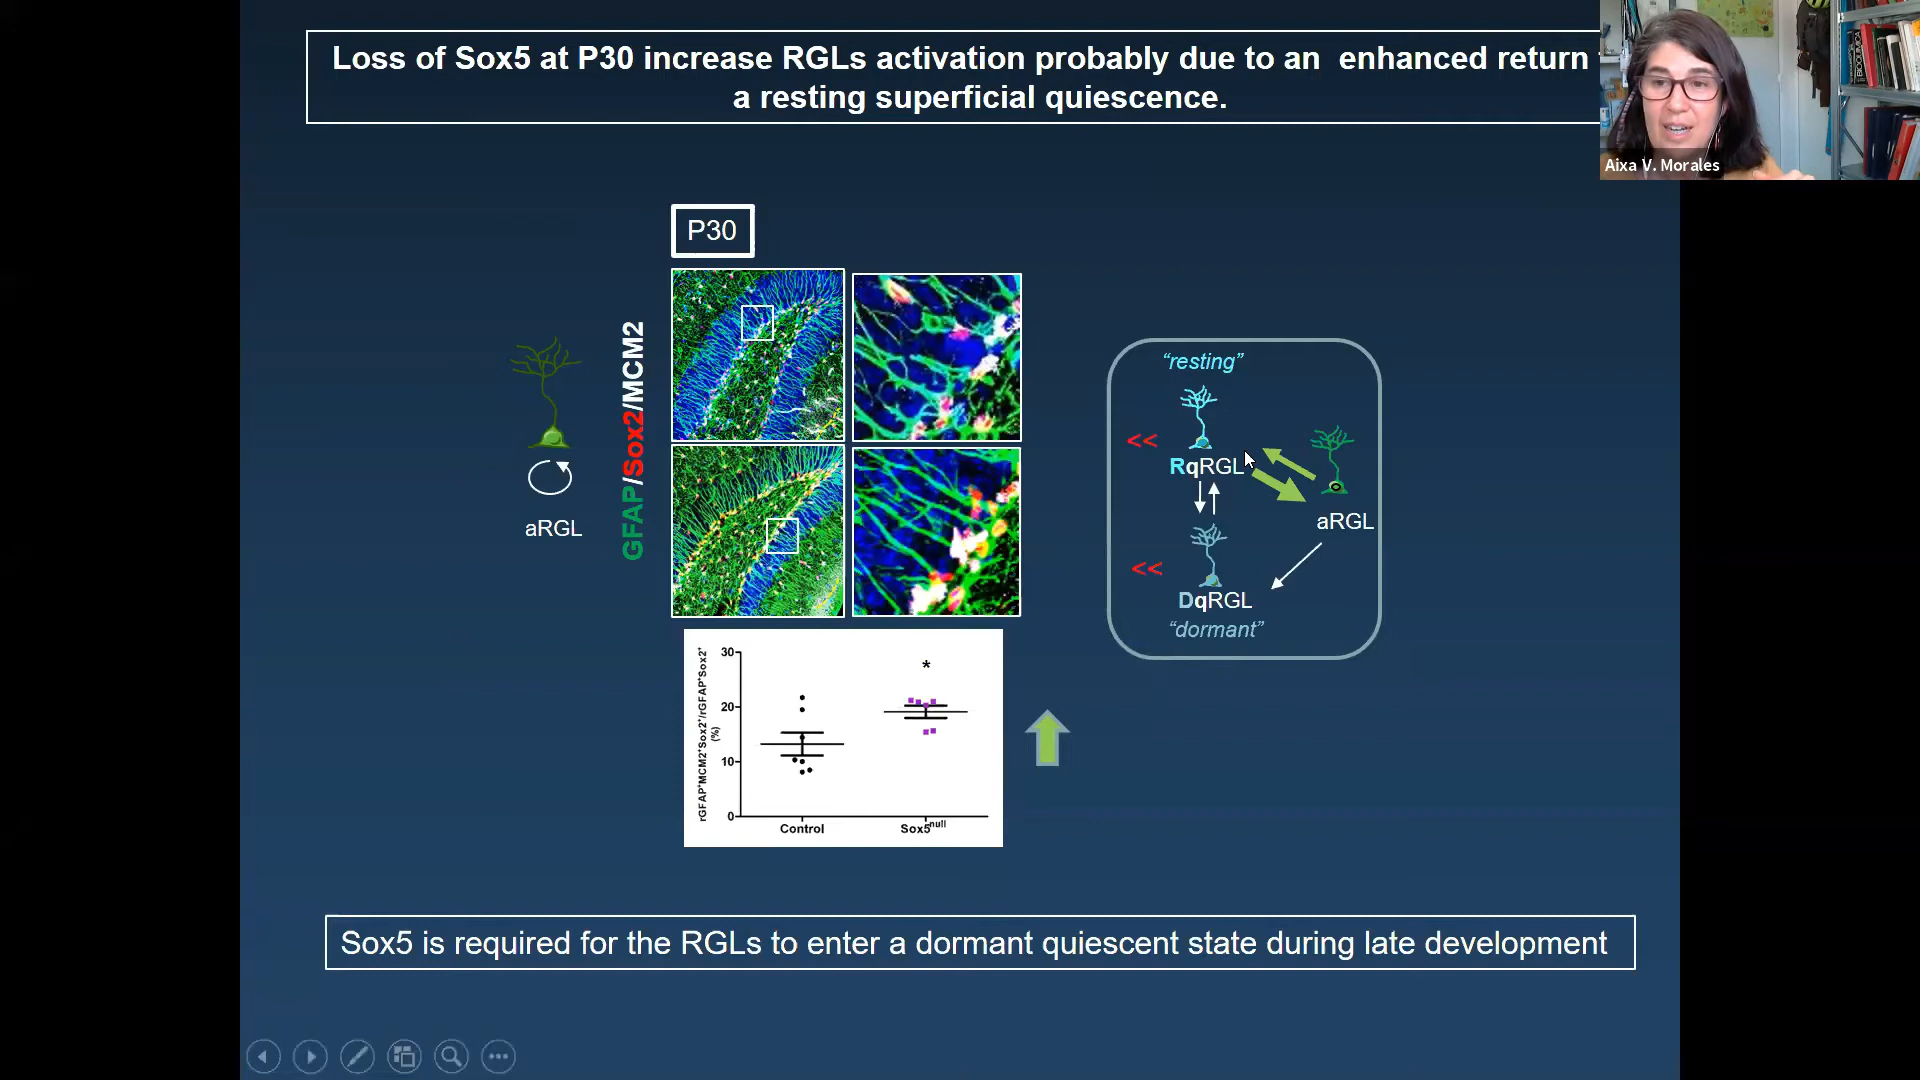 Loss of Sox5 at P30 increase RGLs activation probably due to an  enhanced return
a resting superficial quiescence.
Aixa V. Morales
P30
GFAP/Sox2/MCM2
aRGL
"resting"
<<
RqRGL
aRGL
<<
DqRGL
"dormant"
rGFAP⁺MCM2⁺Sox2⁺/rGFAP⁺Sox2⁺
(%)
30
20
10
0
*
Control
Sox5null
Sox5 is required for the RGLs to enter a dormant quiescent state during late development
BIOQUIMICA